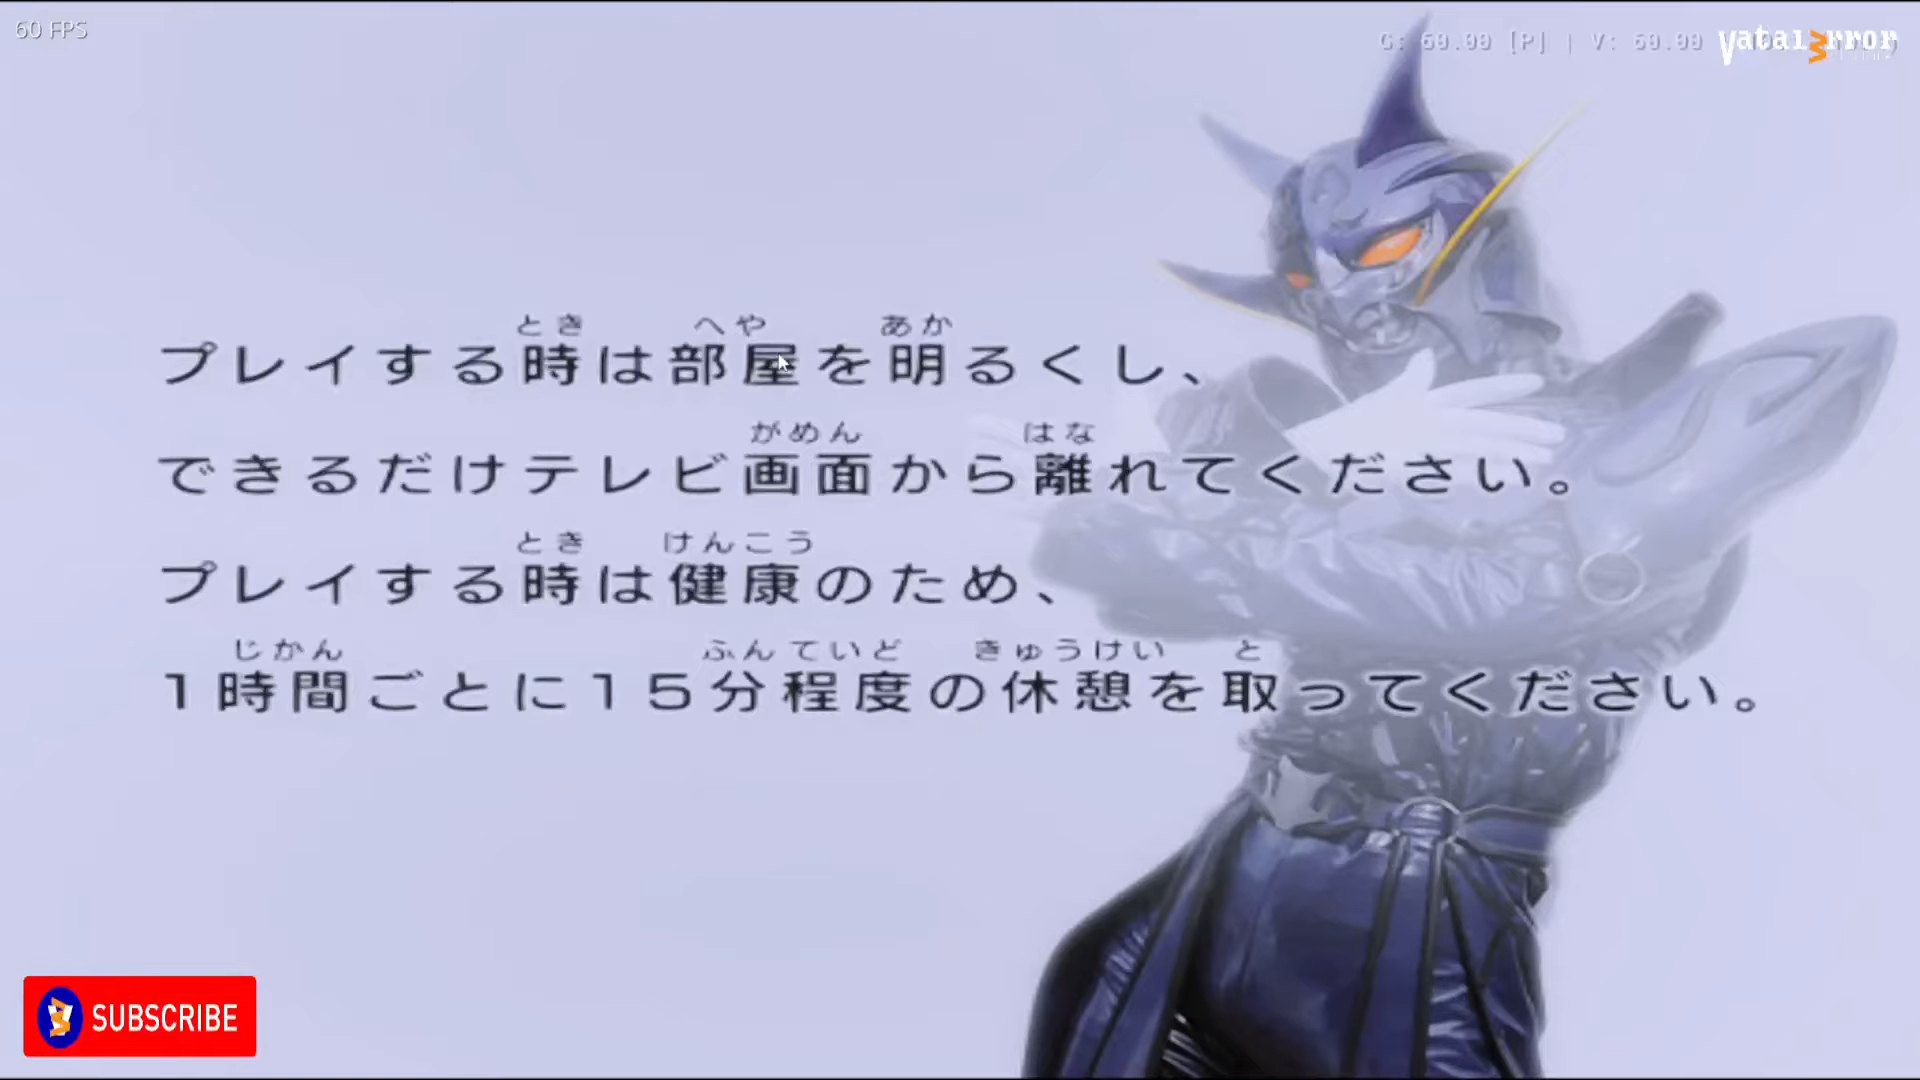 60 FPS
G: 60.00 [P] | V: 60.00
とき へや あか
プレイする時は部屋を明るくし、
がめん はな
できるだけテレビ画面から離れてください。
とき けんこう
プレイする時は健康のため、
じかん ふんていど きゅうけい と
1時間ごとに15分程度の休憩を取ってください。
SUBSCRIBE